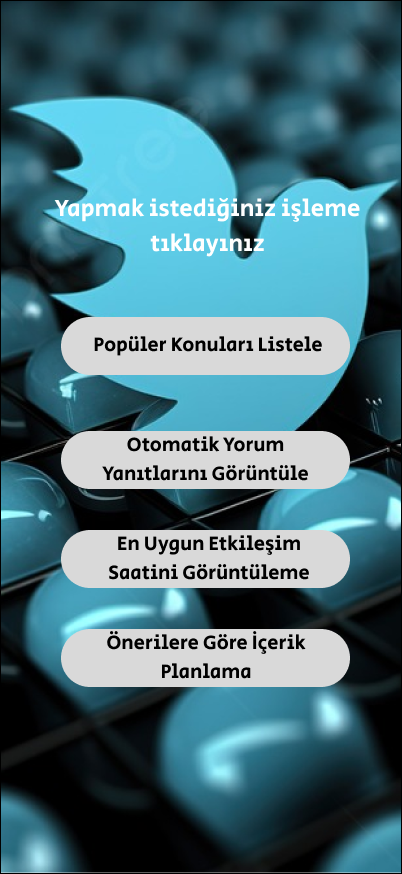 Yapmak istediğiniz işleme
tıklayınız
Popüler Konuları Listele
Otomatik Yorum
Yanıtlarını Görüntüle
En Uygun Etkileşim
Saatini Görüntüleme
Önerilere Göre İçerik
Planlama